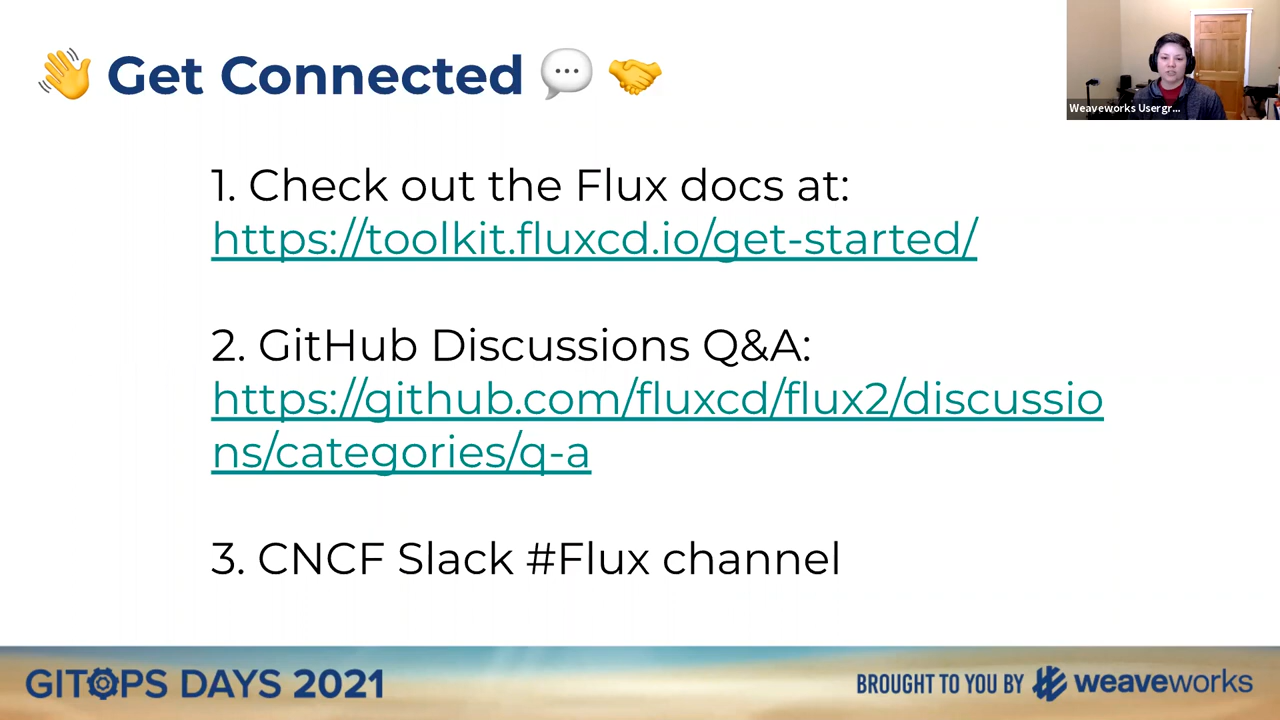 👋 Get Connected 💬 🤝
Weaveworks Usergr...
1. Check out the Flux docs at:
https://toolkit.fluxcd.io/get-started/
2. GitHub Discussions Q&A:
https://github.com/fluxcd/flux2/discussio
ns/categories/q-a
3. CNCF Slack #Flux channel
GITOPS DAYS 2021
BROUGHT TO YOU BY weaveworks